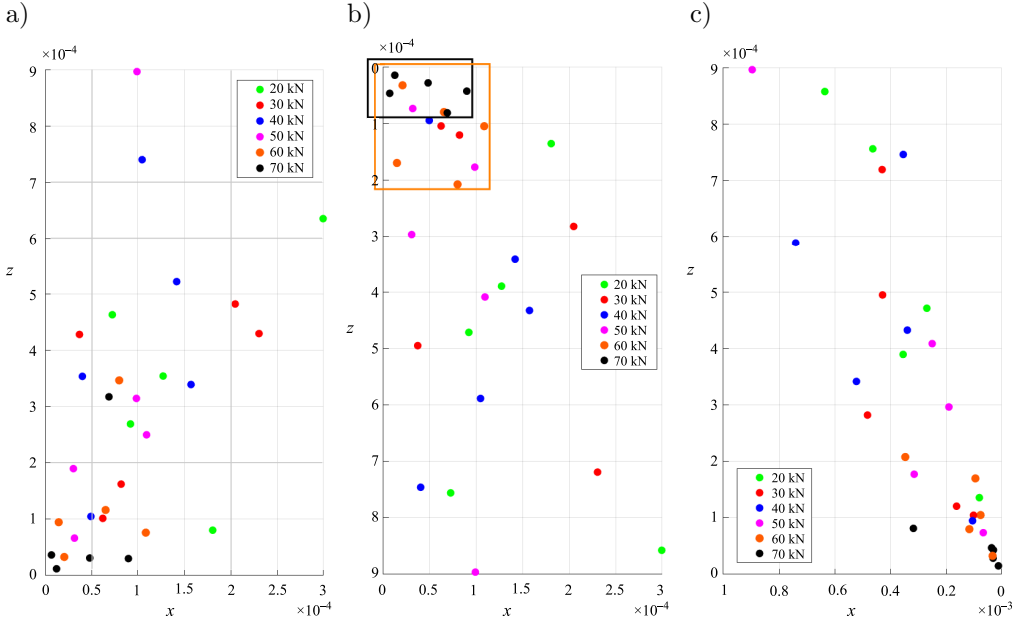 a)
×10⁻⁴
9
8
7
6
5
4
3
2
1
0
z
20 kN
30 kN
40 kN
50 kN
60 kN
70 kN
0 0.5 1 1.5 2 2.5 3
x ×10⁻⁴
b)
×10⁻⁴
0
1
2
3
4
5
6
7
8
9
z
20 kN
30 kN
40 kN
50 kN
60 kN
70 kN
0 0.5 1 1.5 2 2.5 3
x ×10⁻⁴
c)
×10⁻⁴
9
8
7
6
5
4
3
2
1
0
z
20 kN
30 kN
40 kN
50 kN
60 kN
70 kN
1 0.8 0.6 0.4 0.2 0
x ×10⁻³